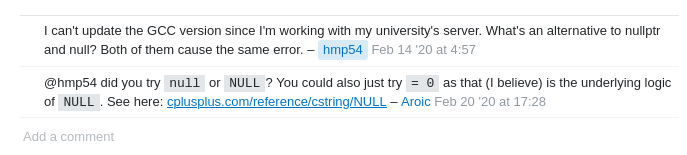 I can't update the GCC version since I'm working with my university's server. What's an alternative to nullptr
and null? Both of them cause the same error. – hmp54 Feb 14 '20 at 4:57
@hmp54 did you try null or NULL? You could also just try = 0 as that (I believe) is the underlying logic
of NULL. See here: cplusplus.com/reference/cstring/NULL – Aroic Feb 20 '20 at 17:28
Add a comment